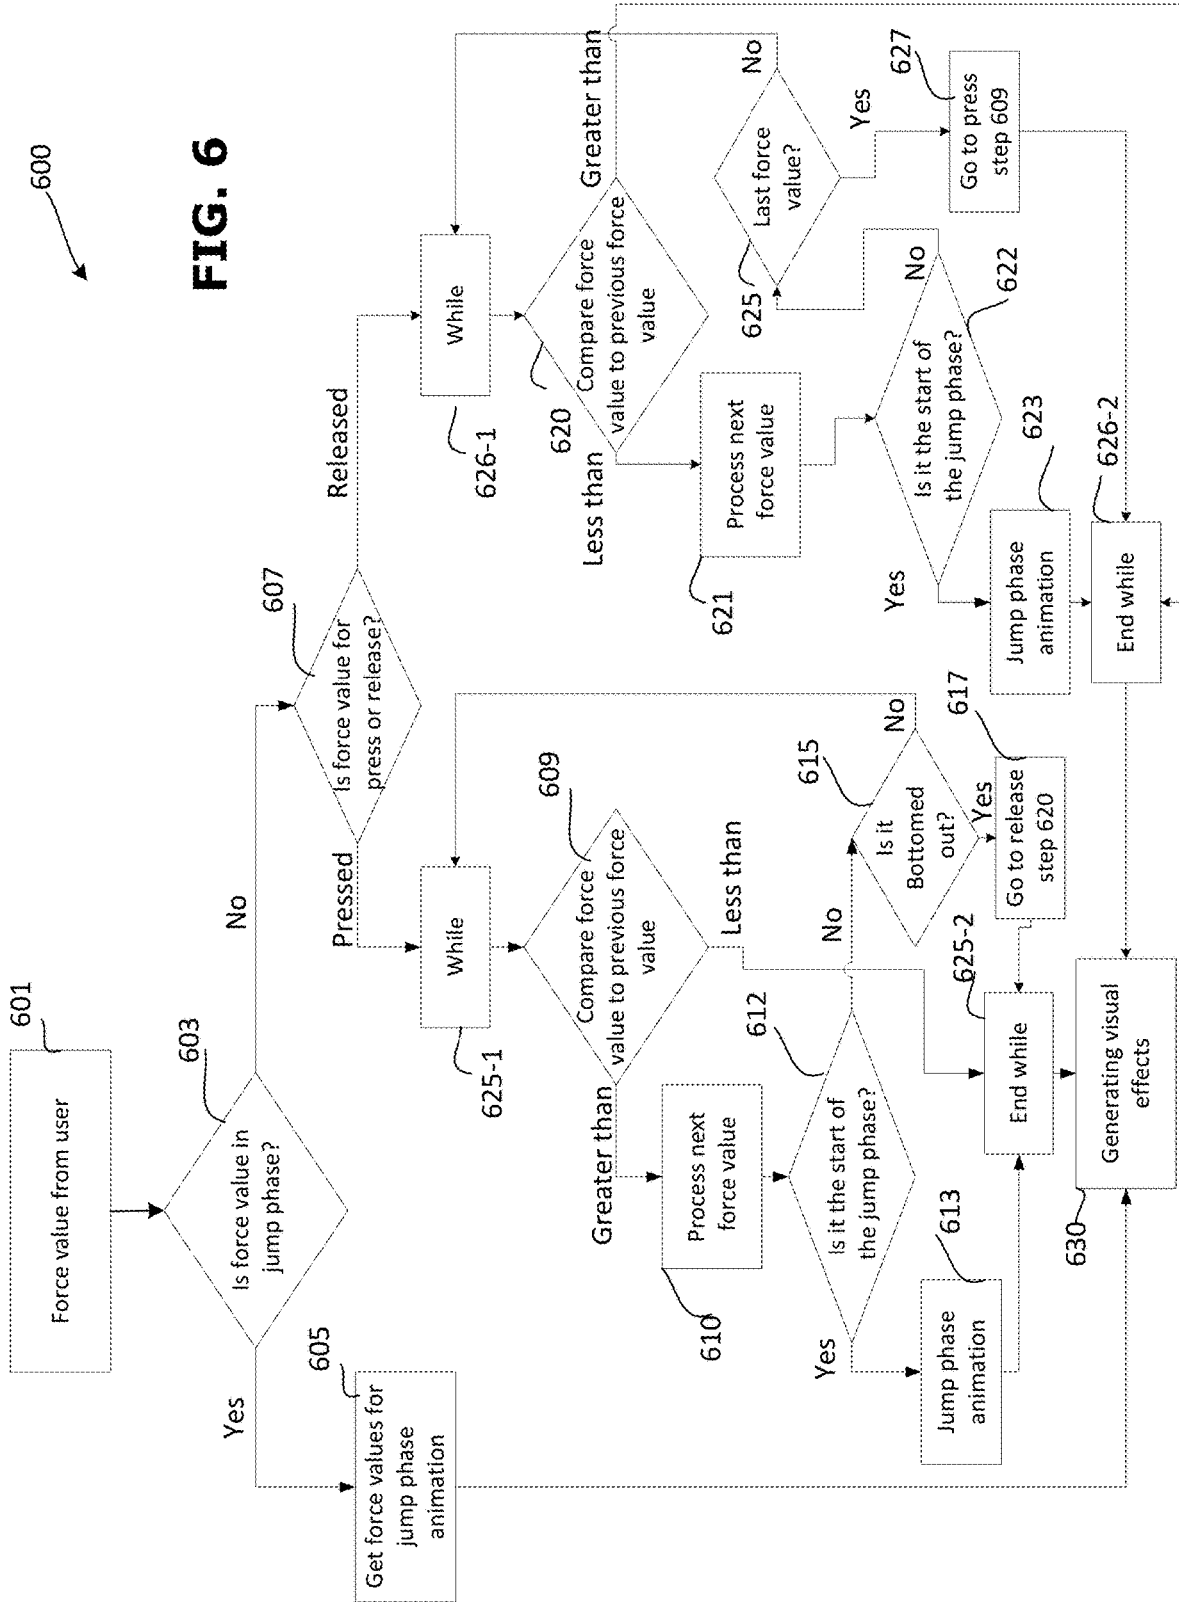 600
FIG. 6
601
Force value from user
603
Is force value in
jump phase?
Yes
No
605
Get force values for
jump phase
animation
607
Is force value for
press or release?
Pressed
Released
While
625-1
609
Compare force
value to previous force
value
Greater than
Less than
Process next
force value
610
612
Is it the start of
the jump phase?
Yes
No
Jump phase
animation
613
615
Is it
Bottomed
out?
No
Yes
617
Go to release
step 620
625-2
End while
While
626-1
620
Compare force
value to previous force
value
Less than
Greater than
Process next
force value
621
Is it the start of
the jump phase?
622
Yes
No
Jump phase
animation
623
625
Last force
value?
No
Yes
627
Go to press
step 609
626-2
End while
Generating visual
effects
630